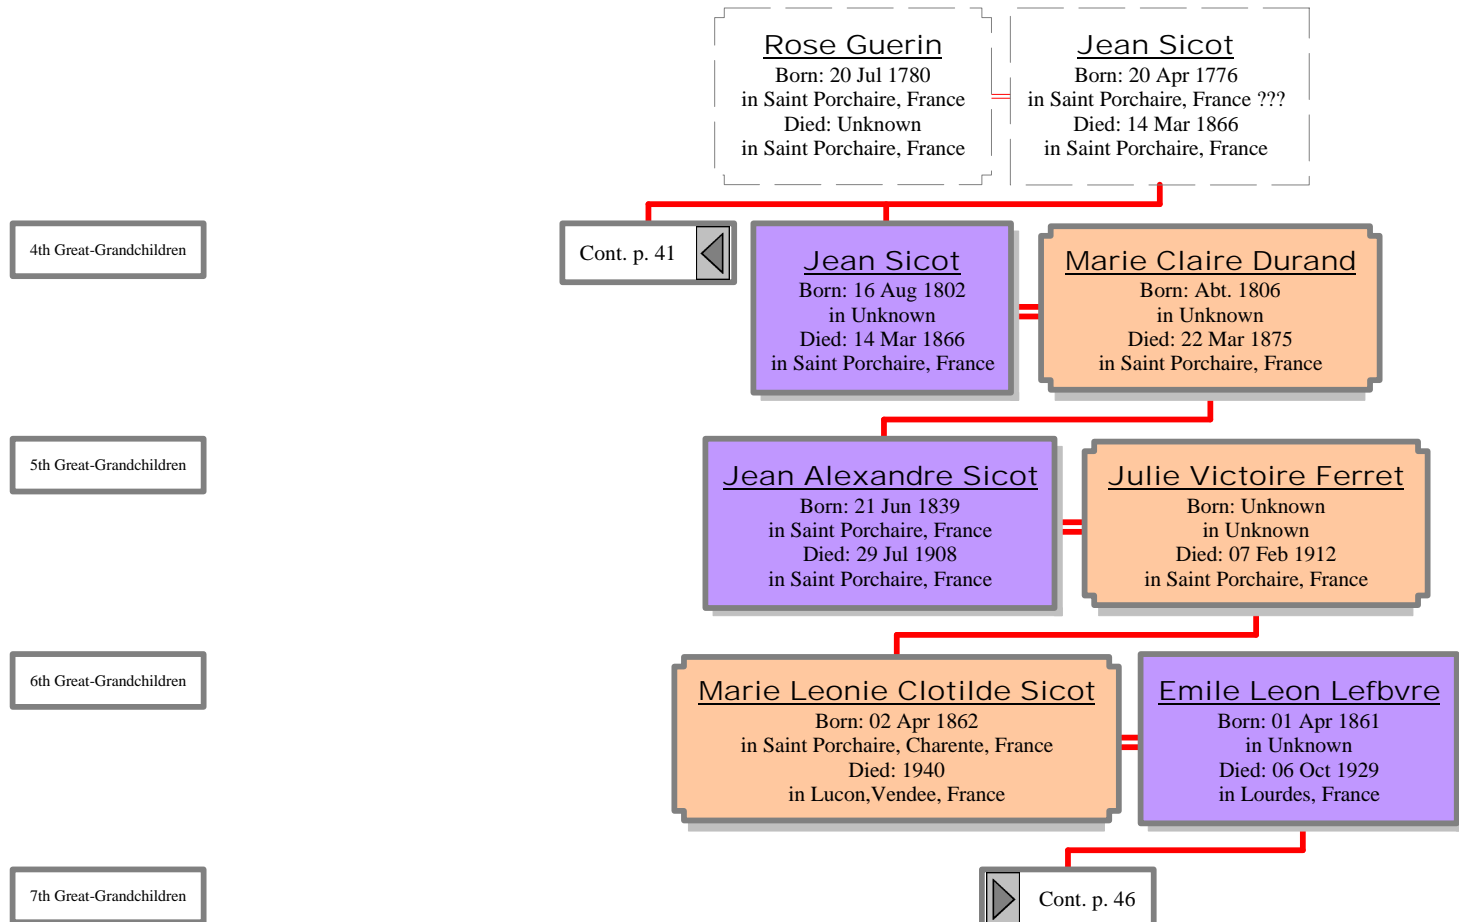 Rose Guerin
Born: 20 Jul 1780
in Saint Porchaire, France
Died: Unknown
in Saint Porchaire, France
Jean Sicot
Born: 20 Apr 1776
in Saint Porchaire, France ???
Died: 14 Mar 1866
in Saint Porchaire, France
4th Great-Grandchildren
Cont. p. 41
Jean Sicot
Born: 16 Aug 1802
in Unknown
Died: 14 Mar 1866
in Saint Porchaire, France
Marie Claire Durand
Born: Abt. 1806
in Unknown
Died: 22 Mar 1875
in Saint Porchaire, France
5th Great-Grandchildren
Jean Alexandre Sicot
Born: 21 Jun 1839
in Saint Porchaire, France
Died: 29 Jul 1908
in Saint Porchaire, France
Julie Victoire Ferret
Born: Unknown
in Unknown
Died: 07 Feb 1912
in Saint Porchaire, France
6th Great-Grandchildren
Marie Leonie Clotilde Sicot
Born: 02 Apr 1862
in Saint Porchaire, Charente, France
Died: 1940
in Lucon,Vendee, France
Emile Leon Lefbvre
Born: 01 Apr 1861
in Unknown
Died: 06 Oct 1929
in Lourdes, France
7th Great-Grandchildren
Cont. p. 46